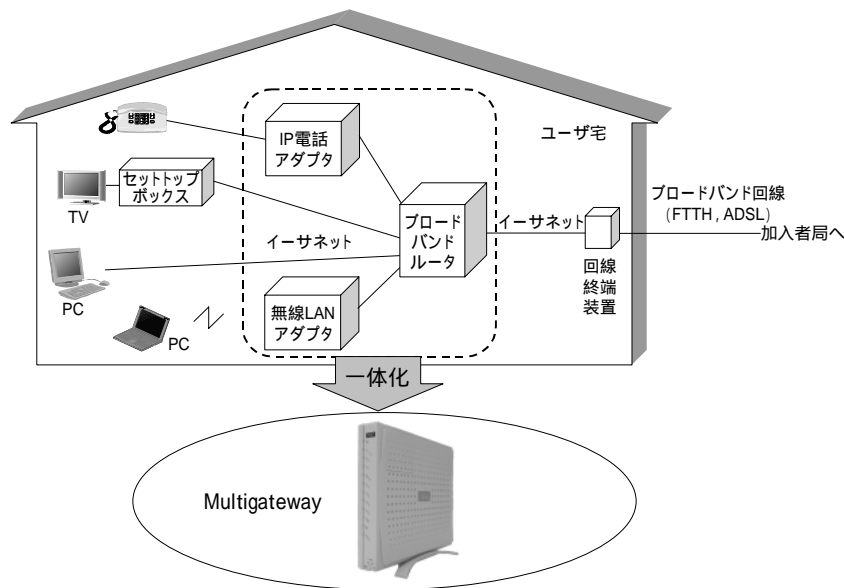 IP電話
アダプタ
ユーザ宅
セットトップ
ボックス
TV
ブロードバンド回線
(FTTH, ADSL)
加入者局へ
イーサネット
ブロード
バンド
ルータ
イーサネット
回線
終端
装置
PC
無線LAN
アダプタ
PC
一体化
Multigateway